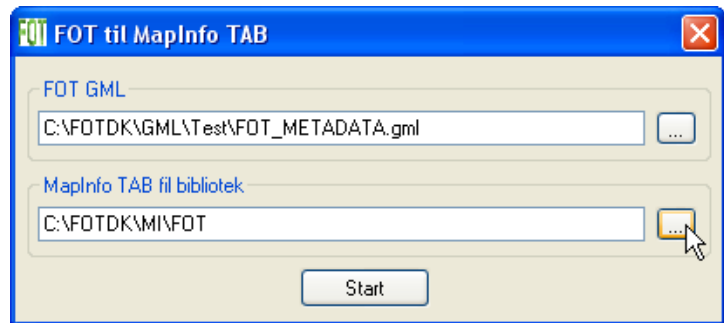 FOT FOT til MapInfo TAB
FOT GML
C:\FOTDK\GML\Test\FOT_METADATA.gml
...
MapInfo TAB fil bibliotek
C:\FOTDK\MI\FOT
...
Start